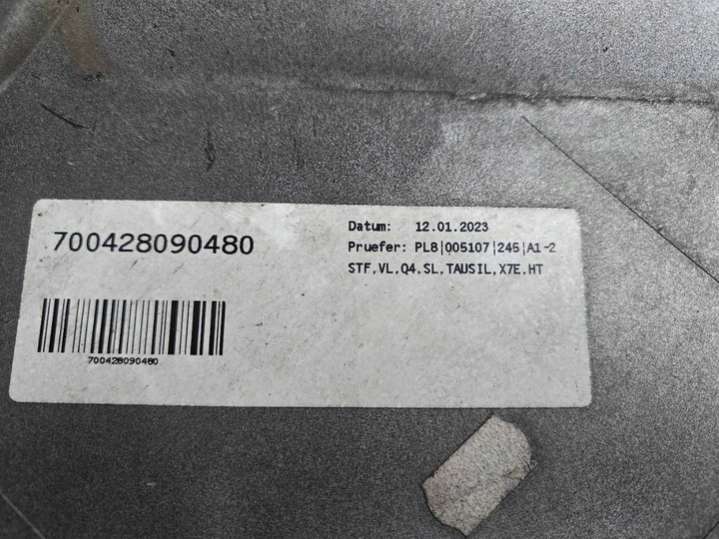 700428090480
Datum: 12.01.2023
Pruefer: PL8|005107|245|A1-2
STF,VL,Q4,SL,TAUSIL,X7E,HT
700428090480